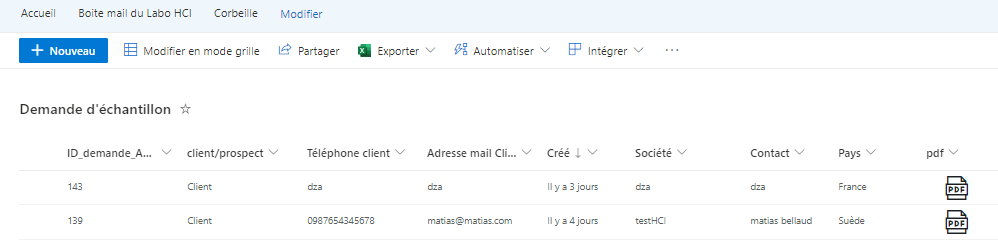 Accueil Boite mail du Labo HCI Corbeille Modifier
+ Nouveau Modifier en mode grille Partager Exporter Automatiser Intégrer ...
Demande d'échantillon
ID_demande_A... client/prospect Téléphone client Adresse mail Cli... Créé ↓ Société Contact Pays pdf
143 Client dza dza Il y a 3 jours dza dza France PDF
139 Client 0987654345678 matias@matias.com Il y a 4 jours testHCI matias bellaud Suède PDF